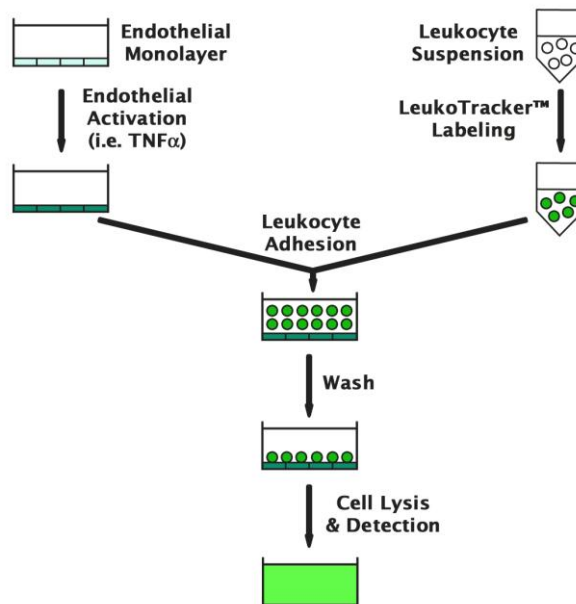 Endothelial
Monolayer
Leukocyte
Suspension
Endothelial
Activation
(i.e. TNFα)
LeukoTracker™
Labeling
Leukocyte
Adhesion
Wash
Cell Lysis
& Detection